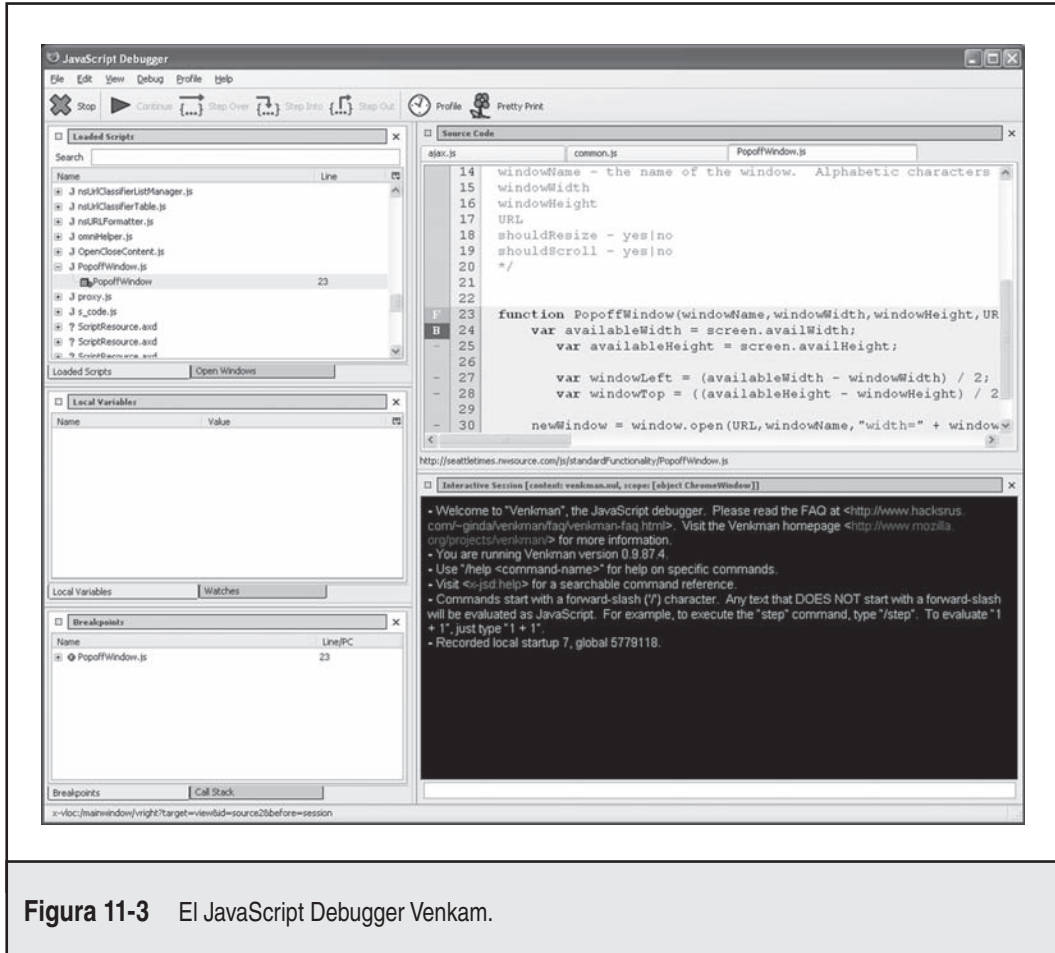 JavaScript Debugger
File Edit View Debug Profile Help
Stop Continue Step Over Step Into Step Out Profile Pretty Print
Loaded Scripts
Search
Name Line
J nsUrlClassifierListManager.js
J nsUrlClassifierTable.js
J nsURLFormatter.js
J omniHelper.js
J OpenCloseContent.js
J PopoffWindow.js
PopoffWindow 23
J proxy.js
J s_code.js
? ScriptResource.axd
? ScriptResource.axd
? ScriptResource.axd
Loaded Scripts Open Windows
Local Variables
Name Value
Local Variables Watches
Breakpoints
Name Line/PC
PopoffWindow.js 23
Breakpoints Call Stack
x-vloc:/mainwindow/vright?target=view&id=source2&before=session
Source Code
ajax.js common.js PopoffWindow.js
14 windowName - the name of the window. Alphabetic characters
15 windowWidth
16 windowHeight
17 URL
18 shouldResize - yes|no
19 shouldScroll - yes|no
20 */
21
22
F 23 function PopoffWindow(windowName,windowWidth,windowHeight,UR
B 24 var availableWidth = screen.availWidth;
- 25 var availableHeight = screen.availHeight;
26
- 27 var windowLeft = (availableWidth - windowWidth) / 2;
- 28 var windowTop = ((availableHeight - windowHeight) / 2
29
- 30 newWindow = window.open(URL,windowName,"width=" + window
http://seattletimes.nwsource.com/js/standardFunctionality/PopoffWindow.js
Interactive Session [context: venkman.xul, scope: [object ChromeWindow]]
- Welcome to "Venkman", the JavaScript debugger. Please read the FAQ at <http://www.hacksrus.
com/~ginda/venkman/faq/venkman-faq.html>. Visit the Venkman homepage <http://www.mozilla.
org/projects/venkman/> for more information.
- You are running Venkman version 0.9.87.4.
- Use "/help <command-name>" for help on specific commands.
- Visit <x-jsd:help> for a searchable command reference.
- Commands start with a forward-slash ('/') character. Any text that DOES NOT start with a forward-slash
will be evaluated as JavaScript. For example, to execute the "step" command, type "/step". To evaluate "1
+ 1", just type "1 + 1".
- Recorded local startup 7, global 5779118.
Figura 11-3 El JavaScript Debugger Venkam.